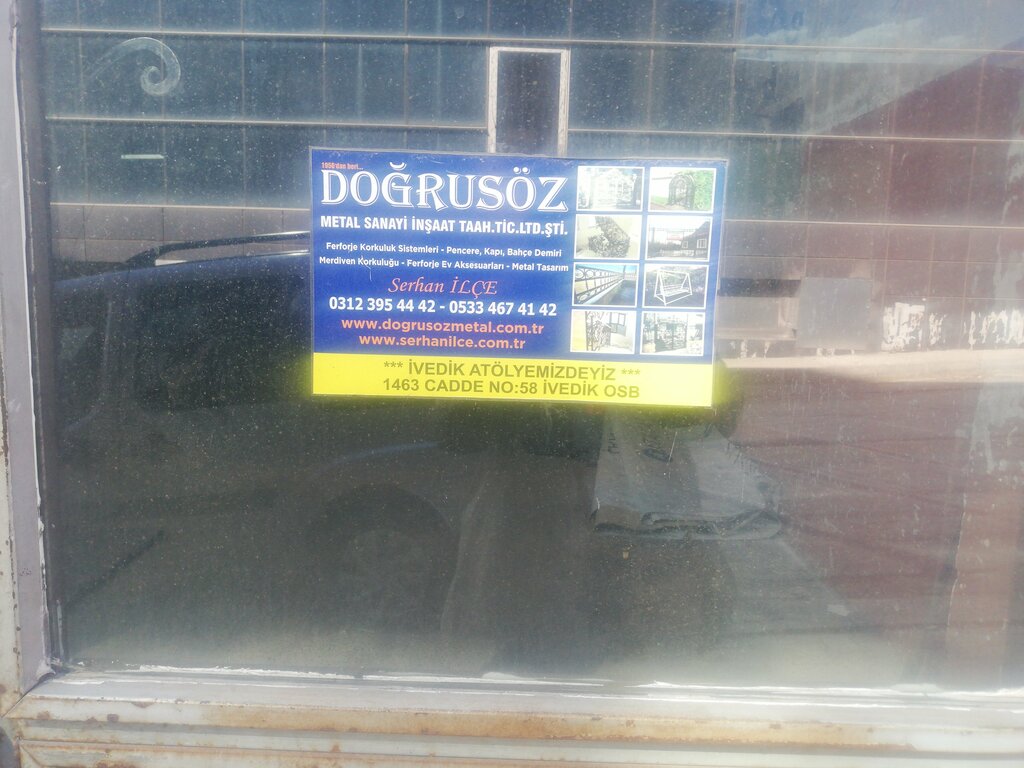 1950'den beri...
DOĞRUSÖZ
METAL SANAYİ İNŞAAT TAAH.TİC.LTD.ŞTİ.
Ferforje Korkuluk Sistemleri - Pencere, Kapı, Bahçe Demiri
Merdiven Korkuluğu - Ferforje Ev Aksesuarları - Metal Tasarım
Serhan İLÇE
0312 395 44 42 - 0533 467 41 42
www.dogrusozmetal.com.tr
www.serhanilce.com.tr
*** İVEDİK ATÖLYEMİZDEYİZ ***
1463 CADDE NO:58 İVEDİK OSB